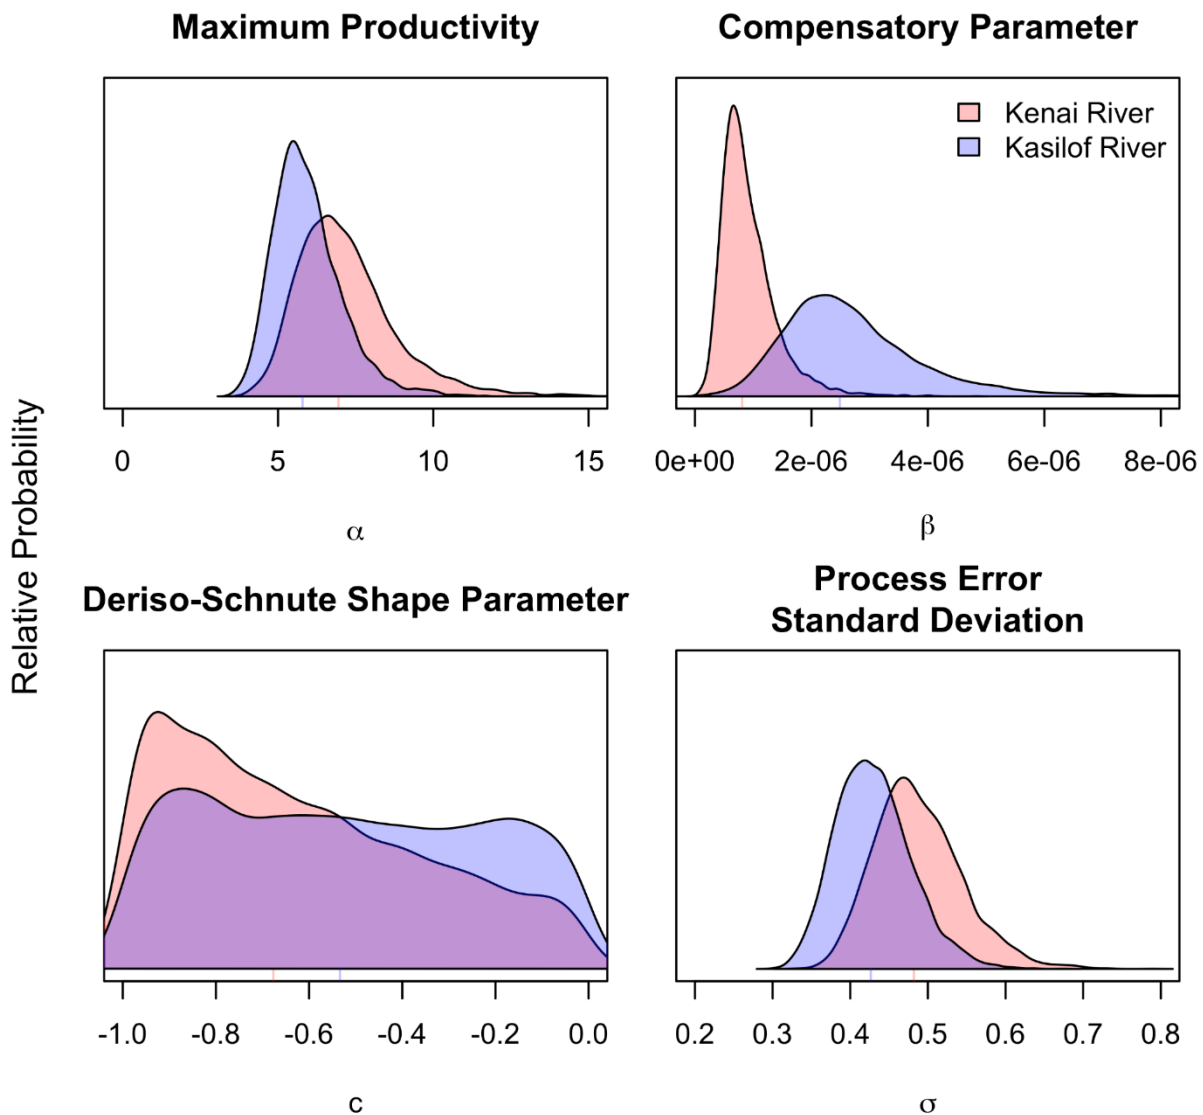 Maximum Productivity
Compensatory Parameter
Kenai River
Kasilof River
0 5 10 15
0e+00 2e-06 4e-06 6e-06 8e-06
α
β
Relative Probability
Deriso-Schnute Shape Parameter
Process Error
Standard Deviation
-1.0 -0.8 -0.6 -0.4 -0.2 0.0
0.2 0.3 0.4 0.5 0.6 0.7 0.8
c
σ